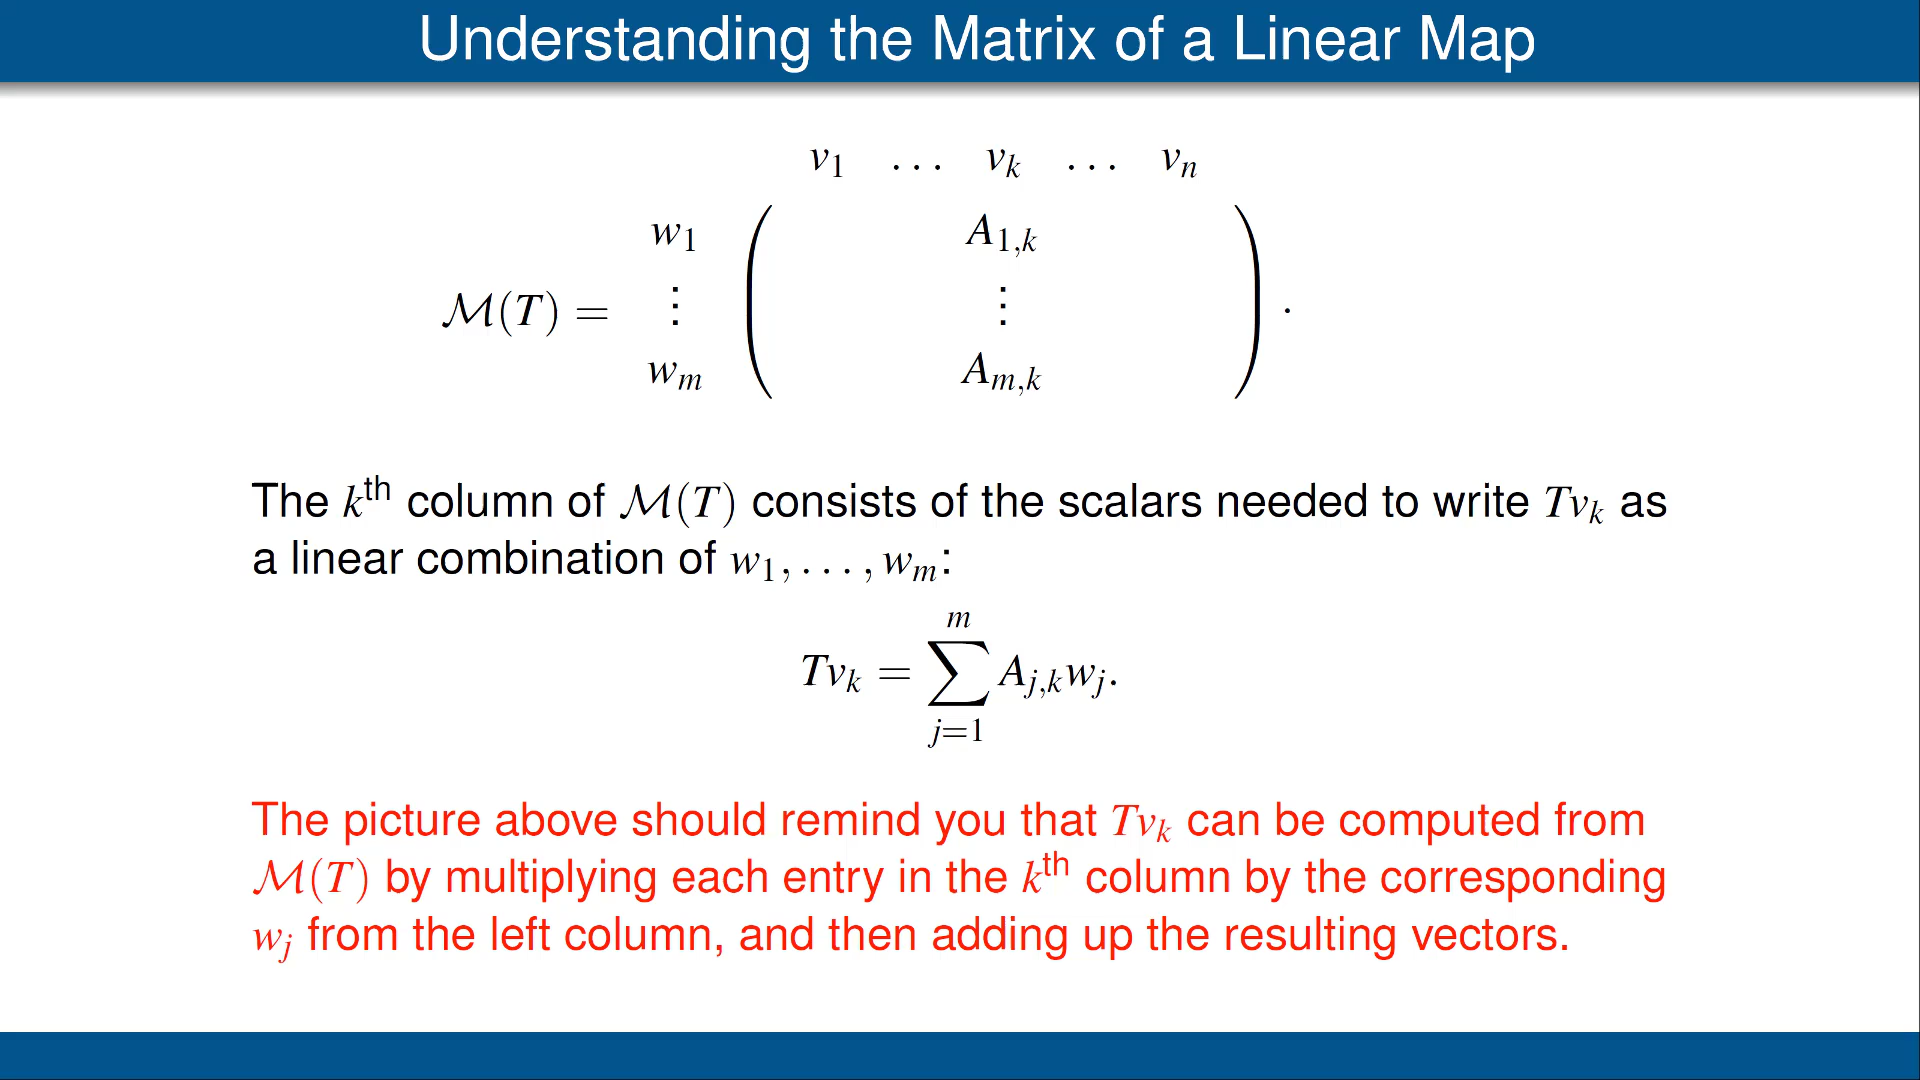 Understanding the Matrix of a Linear Map
v₁ … vₖ … vₙ
w₁ A₁,ₖ
ℳ(T) = ⋮ ( ⋮ ) .
wₘ Aₘ,ₖ
The kᵗʰ column of ℳ(T) consists of the scalars needed to write Tvₖ as
a linear combination of w₁, … , wₘ:
m
Tvₖ = ∑ Aⱼ,ₖwⱼ.
j=1
The picture above should remind you that Tvₖ can be computed from
ℳ(T) by multiplying each entry in the kᵗʰ column by the corresponding
wⱼ from the left column, and then adding up the resulting vectors.